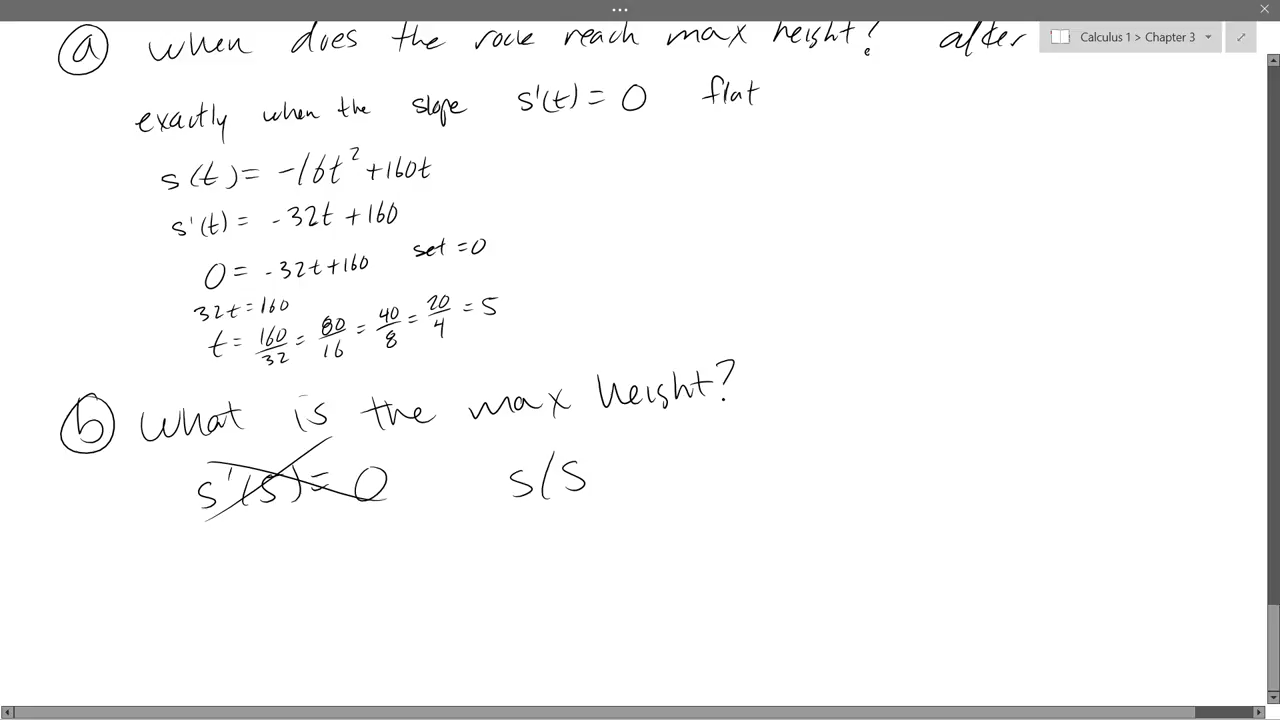 Calculus 1 > Chapter 3
ⓐ When does the rock reach max height? after
exactly when the slope s'(t) = 0 flat
s(t) = -16t² + 160t
s'(t) = -32t + 160
0 = -32t + 160 set = 0
32t = 160
t = 160/32 = 80/16 = 40/8 = 20/4 = 5
ⓑ What is the max height?
s'(5) = 0 s(5